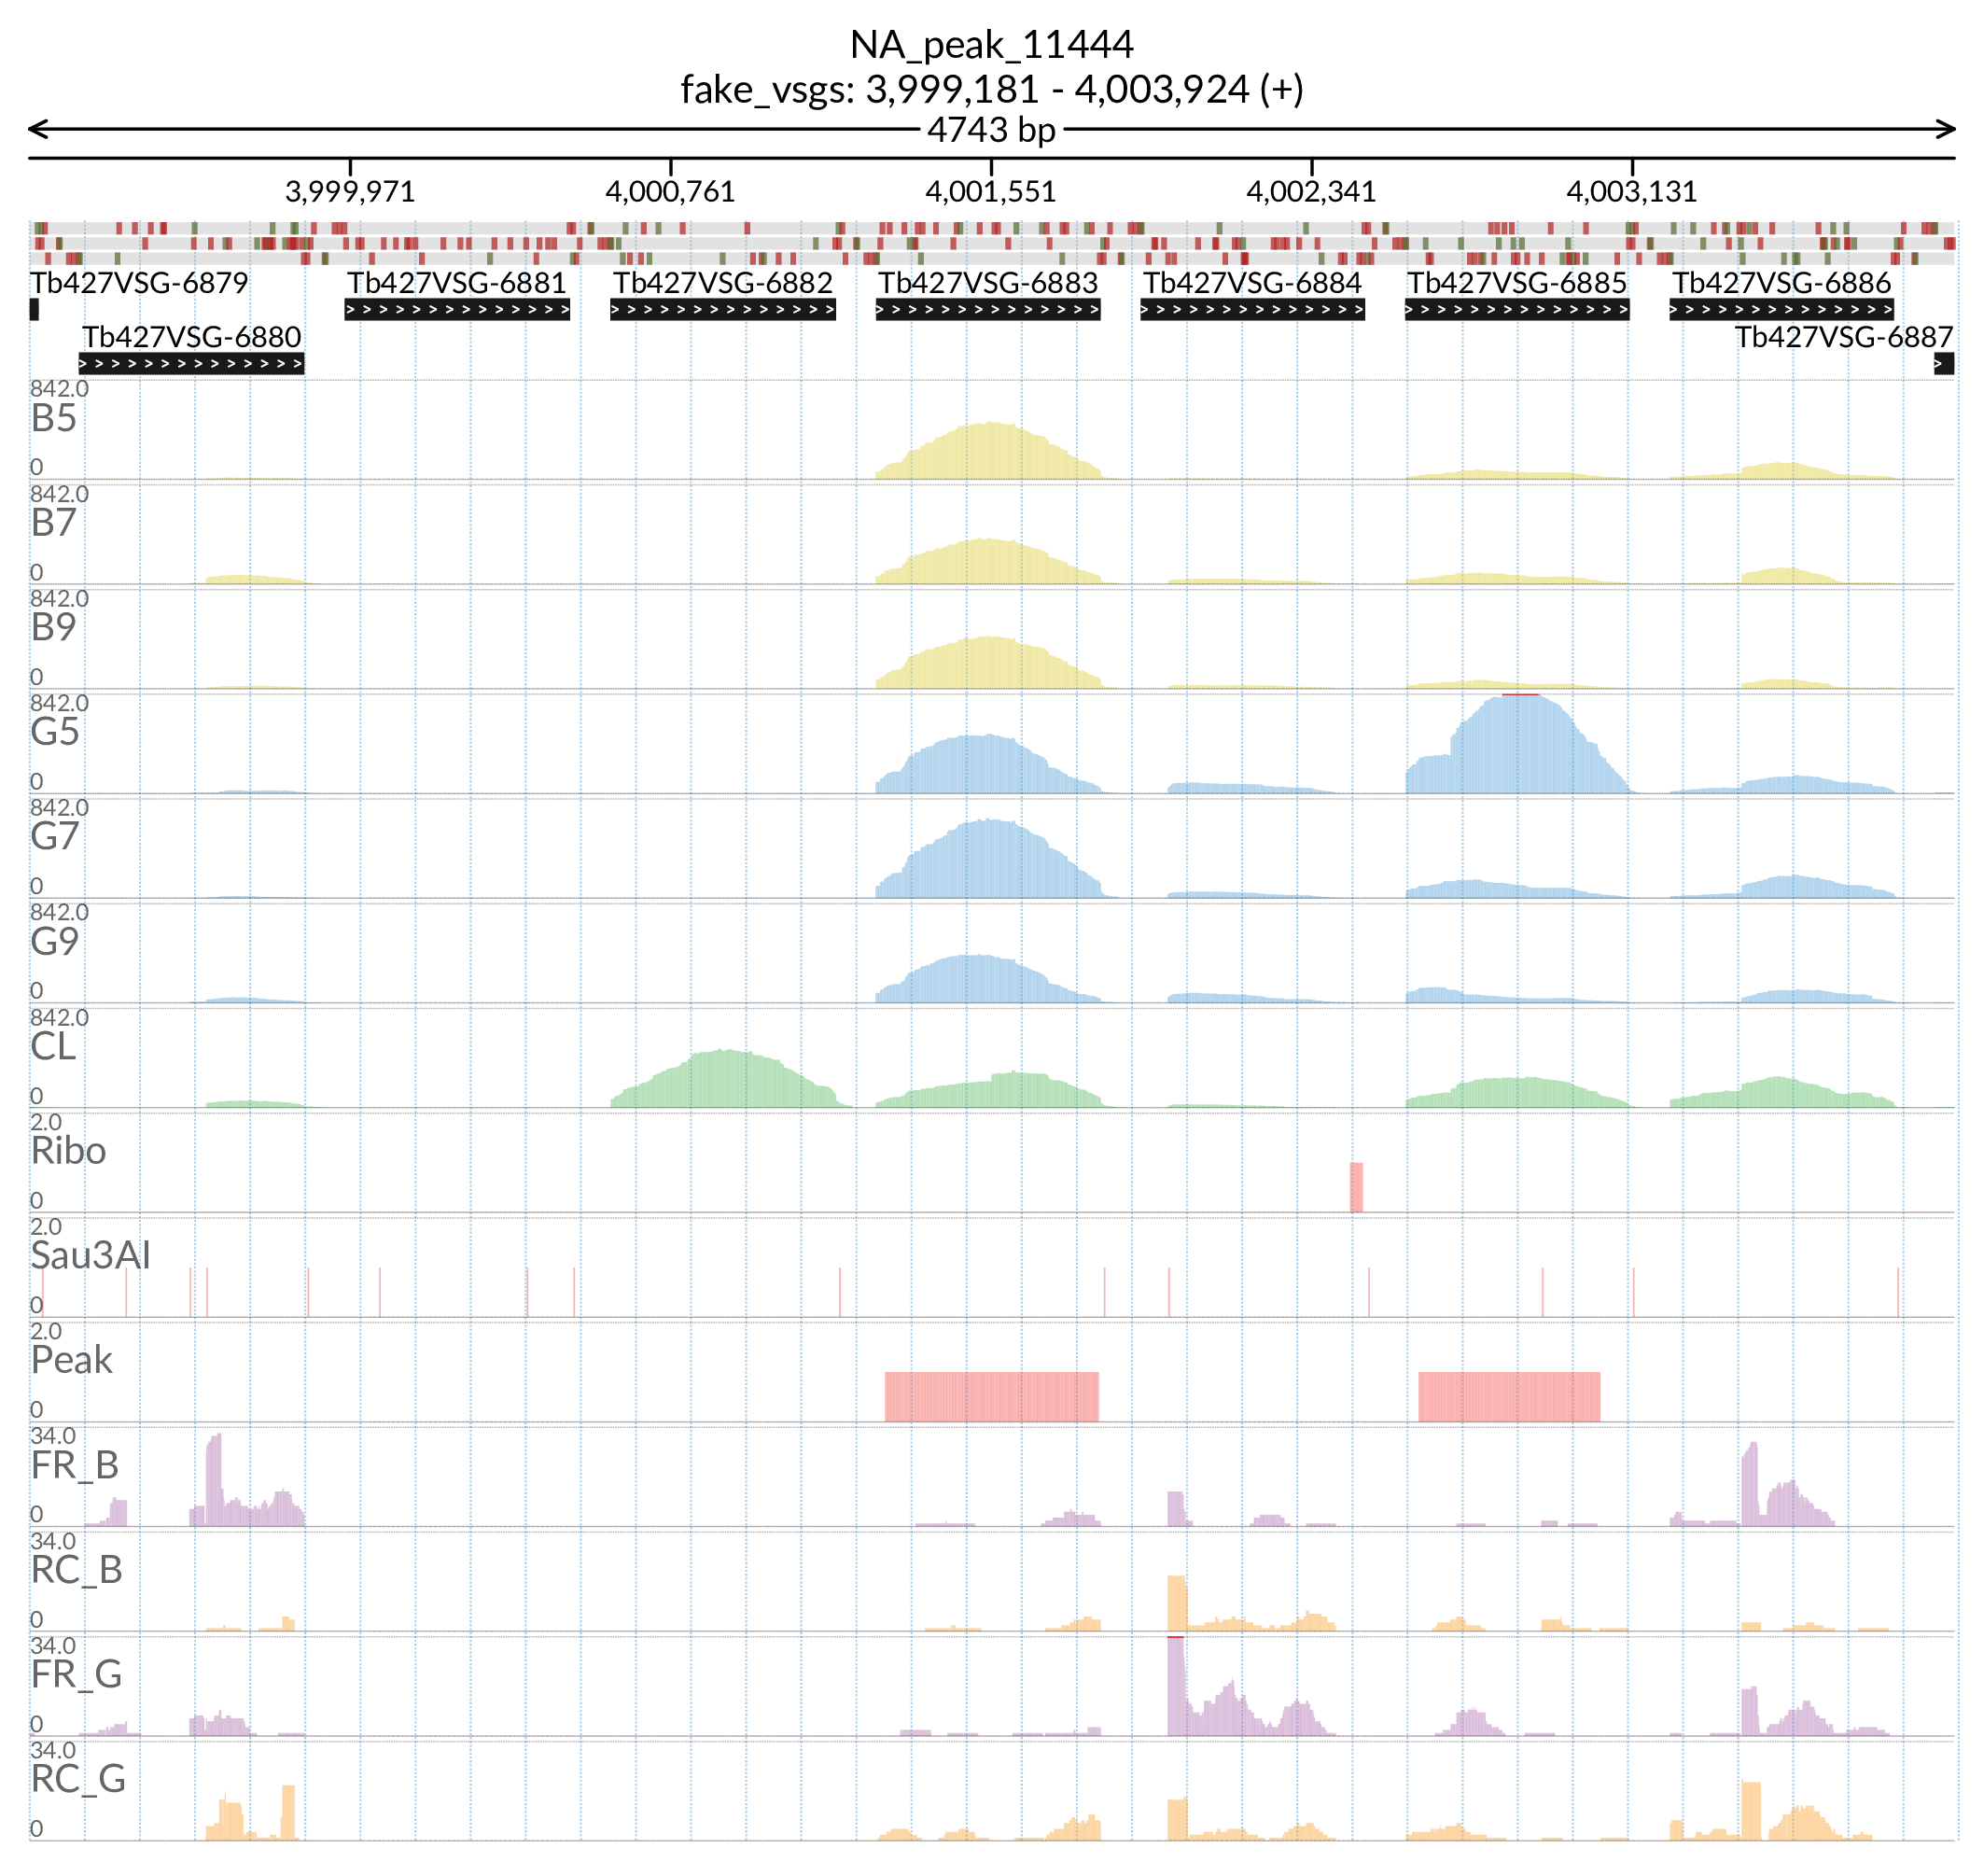 NA_peak_11444
fake_vsgs: 3,999,181 - 4,003,924 (+)
4743 bp
3,999,971 4,000,761 4,001,551 4,002,341 4,003,131
Tb427VSG-6879 Tb427VSG-6881 Tb427VSG-6882 Tb427VSG-6883 Tb427VSG-6884 Tb427VSG-6885 Tb427VSG-6886
Tb427VSG-6880 Tb427VSG-6887
842.0
B5
0
842.0
B7
0
842.0
B9
0
842.0
G5
0
842.0
G7
0
842.0
G9
0
842.0
CL
0
2.0
Ribo
0
2.0
Sau3AI
0
2.0
Peak
0
34.0
FR_B
0
34.0
RC_B
0
34.0
FR_G
0
34.0
RC_G
0